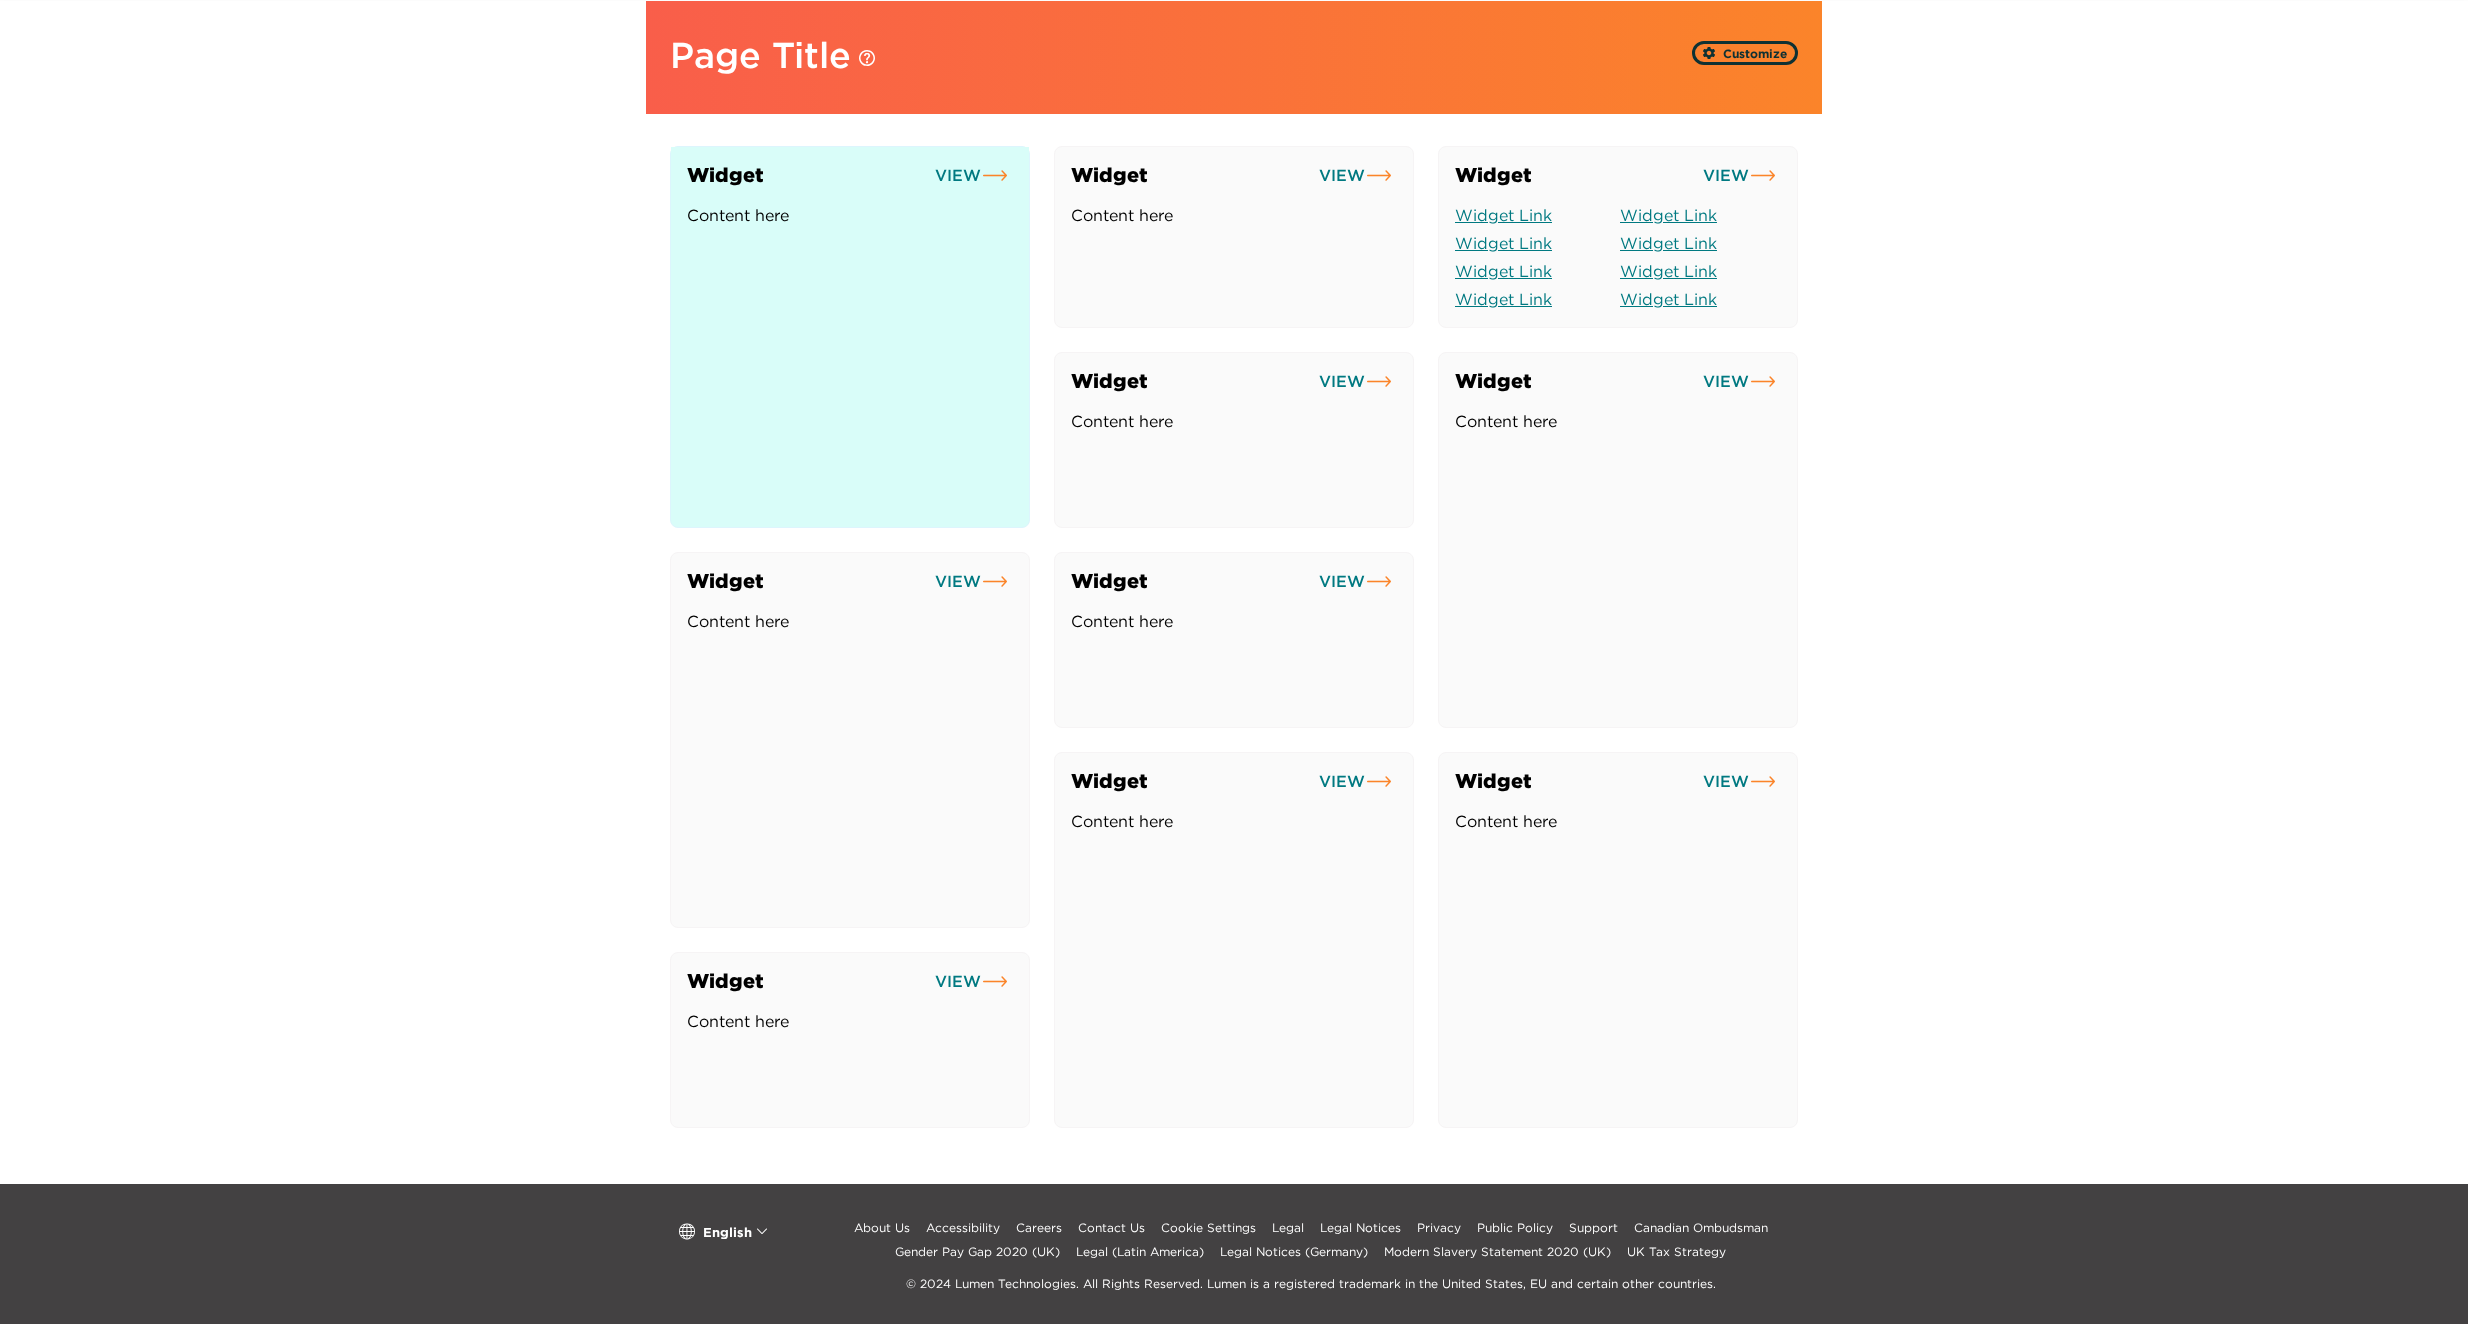 Page Title
Customize
Widget VIEW
Content here
Widget VIEW
Content here
Widget VIEW
Widget Link Widget Link
Widget Link Widget Link
Widget Link Widget Link
Widget Link Widget Link
Widget VIEW
Content here
Widget VIEW
Content here
Widget VIEW
Content here
Widget VIEW
Content here
Widget VIEW
Content here
Widget VIEW
Content here
Widget VIEW
Content here
English
About Us Accessibility Careers Contact Us Cookie Settings Legal Legal Notices Privacy Public Policy Support Canadian Ombudsman
Gender Pay Gap 2020 (UK) Legal (Latin America) Legal Notices (Germany) Modern Slavery Statement 2020 (UK) UK Tax Strategy
© 2024 Lumen Technologies. All Rights Reserved. Lumen is a registered trademark in the United States, EU and certain other countries.